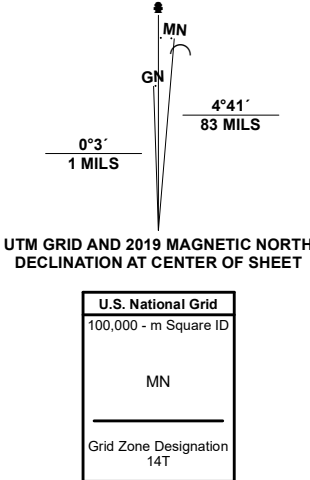 MN
GN
4°41´
83 MILS
0°3´
1 MILS
UTM GRID AND 2019 MAGNETIC NORTH
DECLINATION AT CENTER OF SHEET
U.S. National Grid
100,000 - m Square ID
MN
Grid Zone Designation
14T